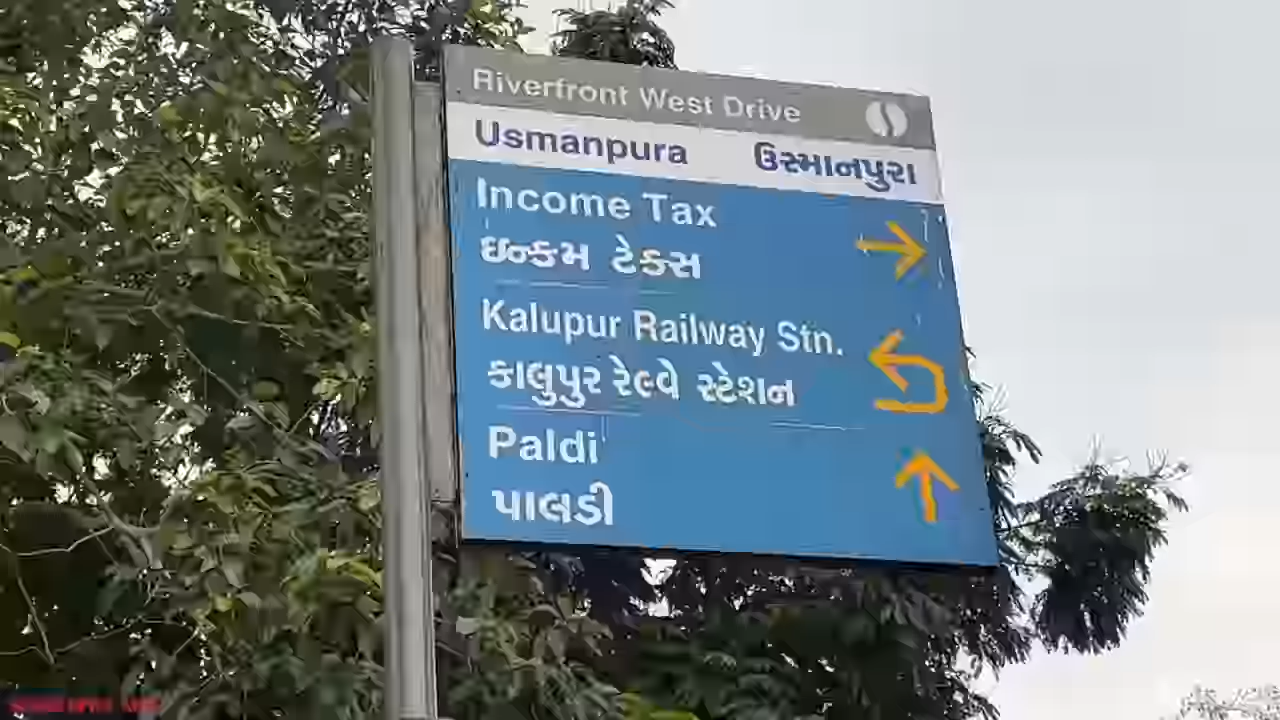 Riverfront West Drive
Usmanpura ઉસ્માનપુરા
Income Tax
ઇન્કમ ટેક્સ
Kalupur Railway Stn.
કાલુપુર રેલ્વે સ્ટેશન
Paldi
પાલડી